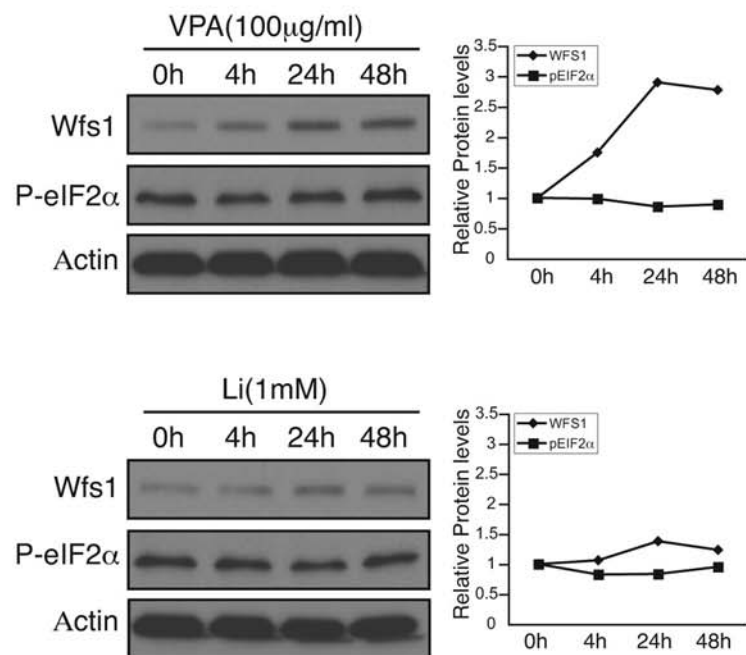 VPA(100μg/ml)
0h 4h 24h 48h
Wfs1
P-eIF2α
Actin
Relative Protein levels
3.5
3
2.5
2
1.5
1
0.5
0
WFS1
pEIF2α
0h 4h 24h 48h
Li(1mM)
0h 4h 24h 48h
Wfs1
P-eIF2α
Actin
Relative Protein levels
3.5
3
2.5
2
1.5
1
0.5
0
WFS1
pEIF2α
0h 4h 24h 48h